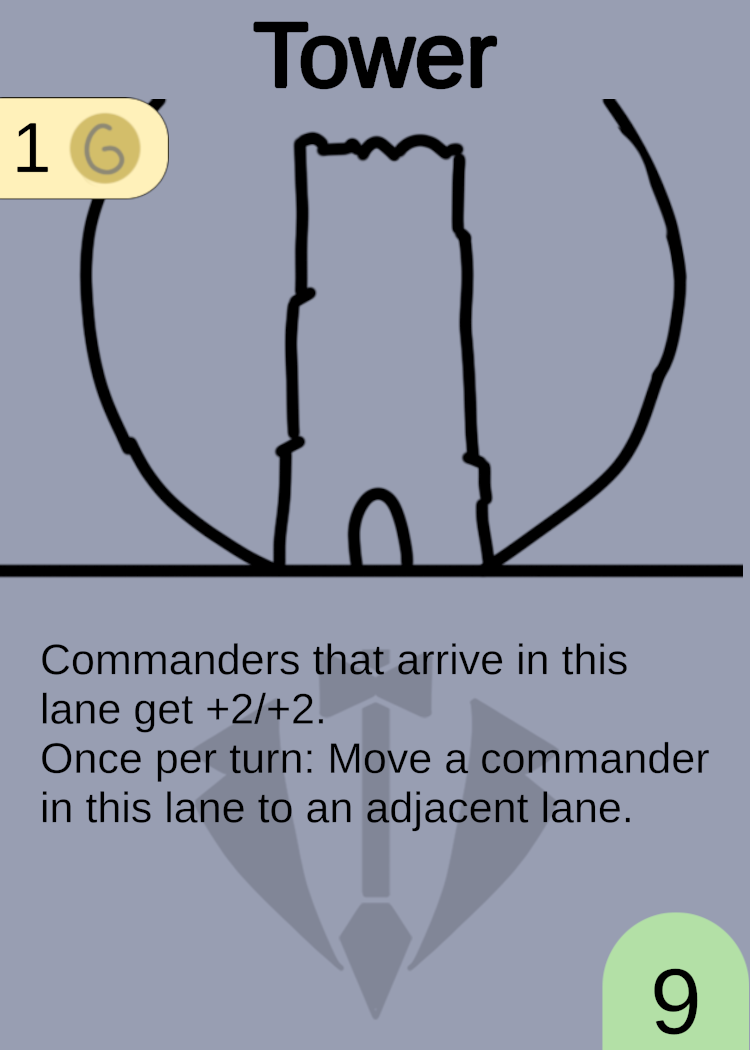 Tower
1 G
Commanders that arrive in this
lane get +2/+2.
Once per turn: Move a commander
in this lane to an adjacent lane.
9